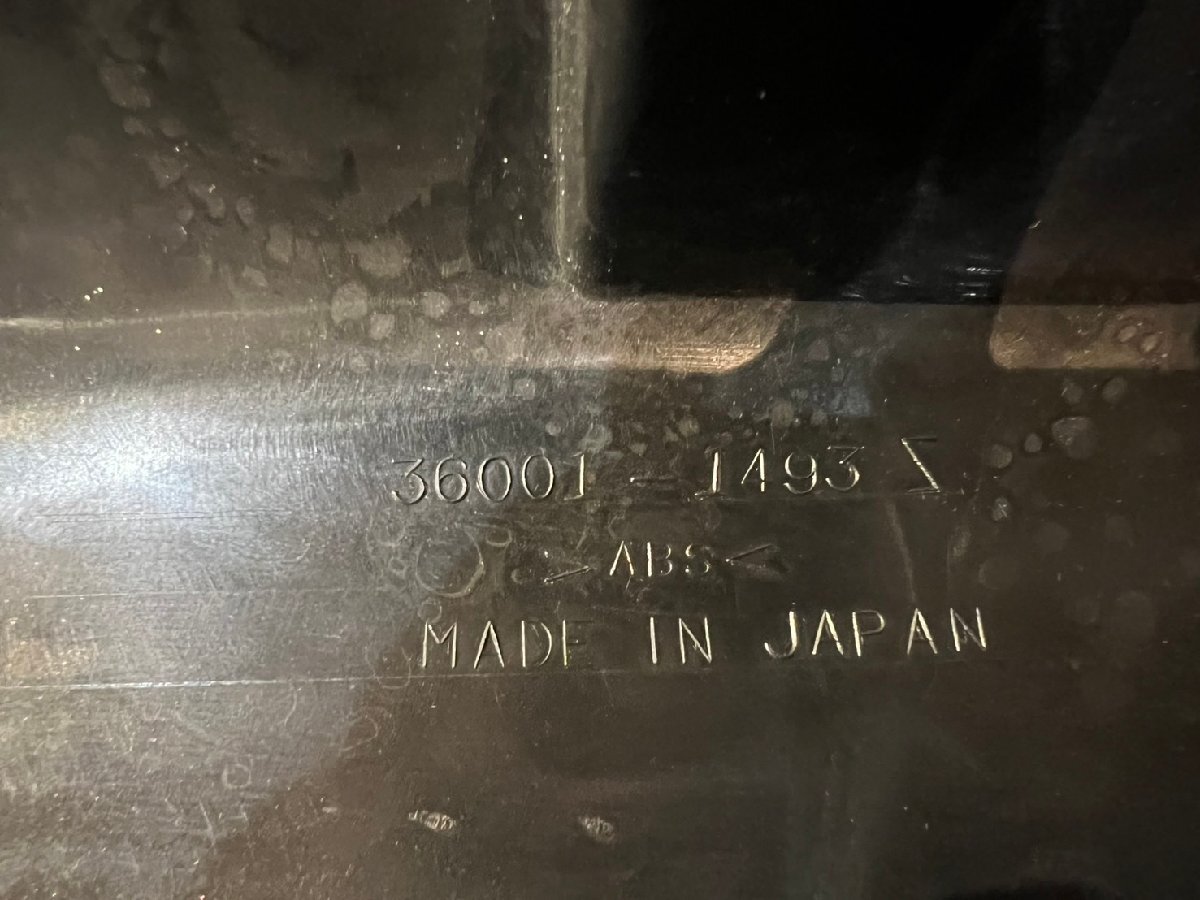 36001-1493 Z
>ABS<
MADE IN JAPAN